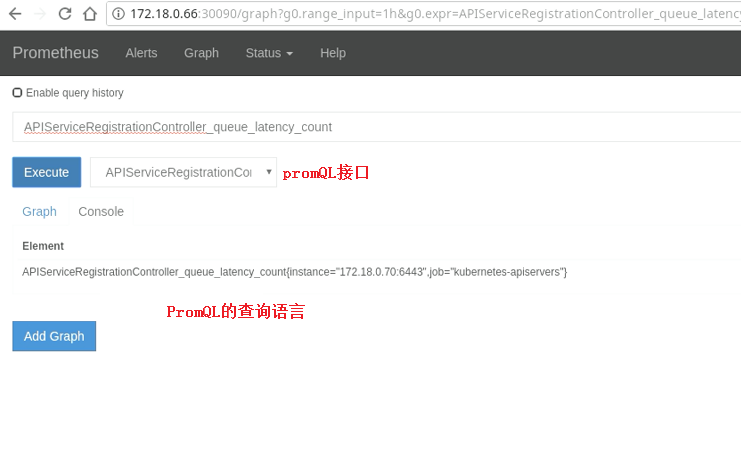 172.18.0.66:30090/graph?g0.range_input=1h&g0.expr=APIServiceRegistrationController_queue_latency
Prometheus Alerts Graph Status Help
Enable query history
APIServiceRegistrationController_queue_latency_count
Execute APIServiceRegistrationCo promQL接口
Graph Console
Element
APIServiceRegistrationController_queue_latency_count{instance="172.18.0.70:6443",job="kubernetes-apiservers"}
PromQL的查询语言
Add Graph